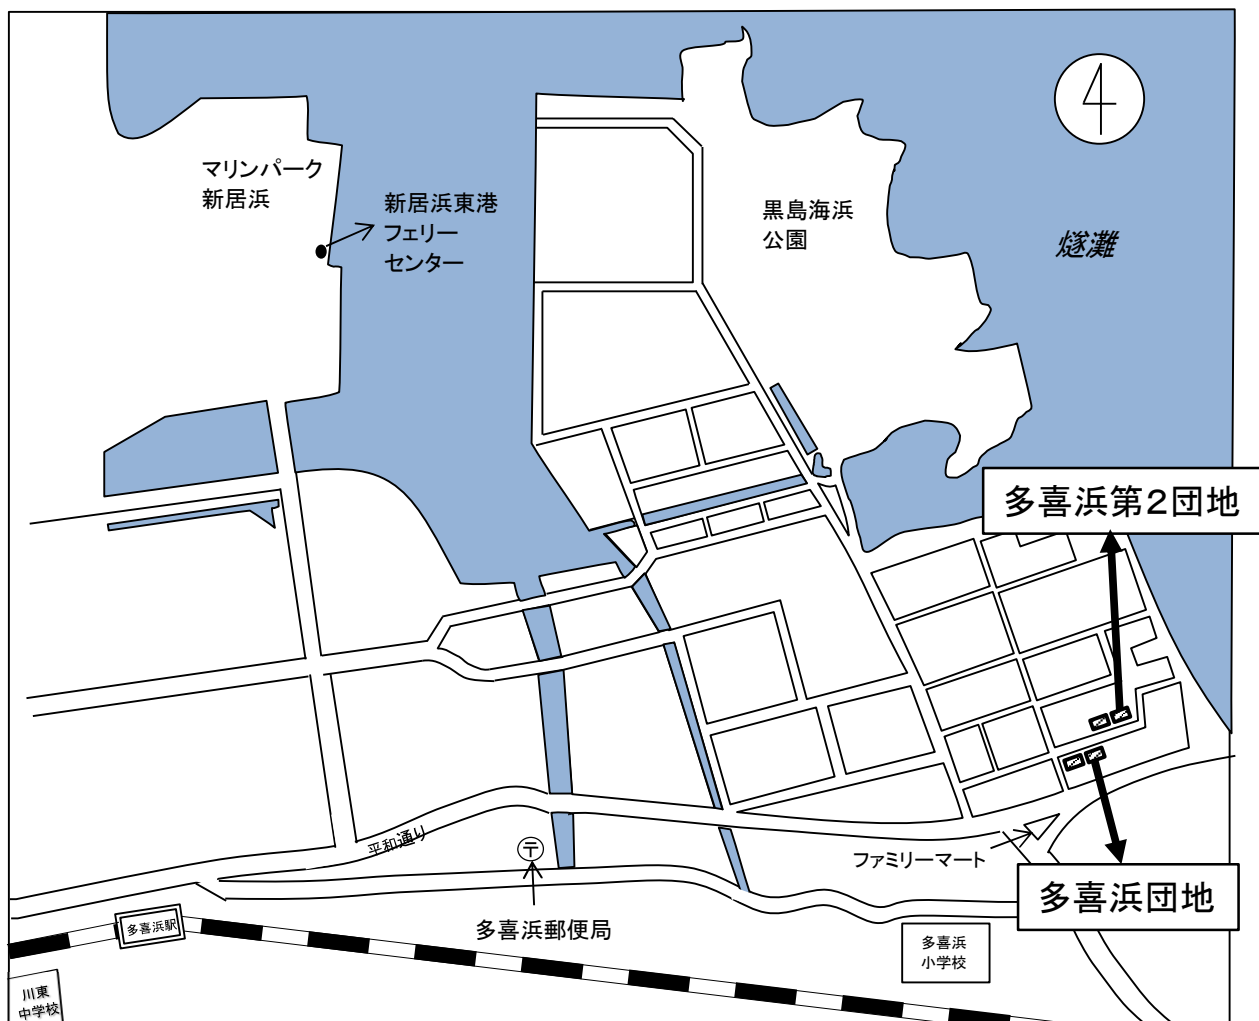 マリンパーク
新居浜
新居浜東港
フェリー
センター
黒島海浜
公園
燧灘
多喜浜第2団地
平和通り
〒
ファミリーマート
多喜浜団地
多喜浜郵便局
多喜浜駅
多喜浜
小学校
川東
中学校